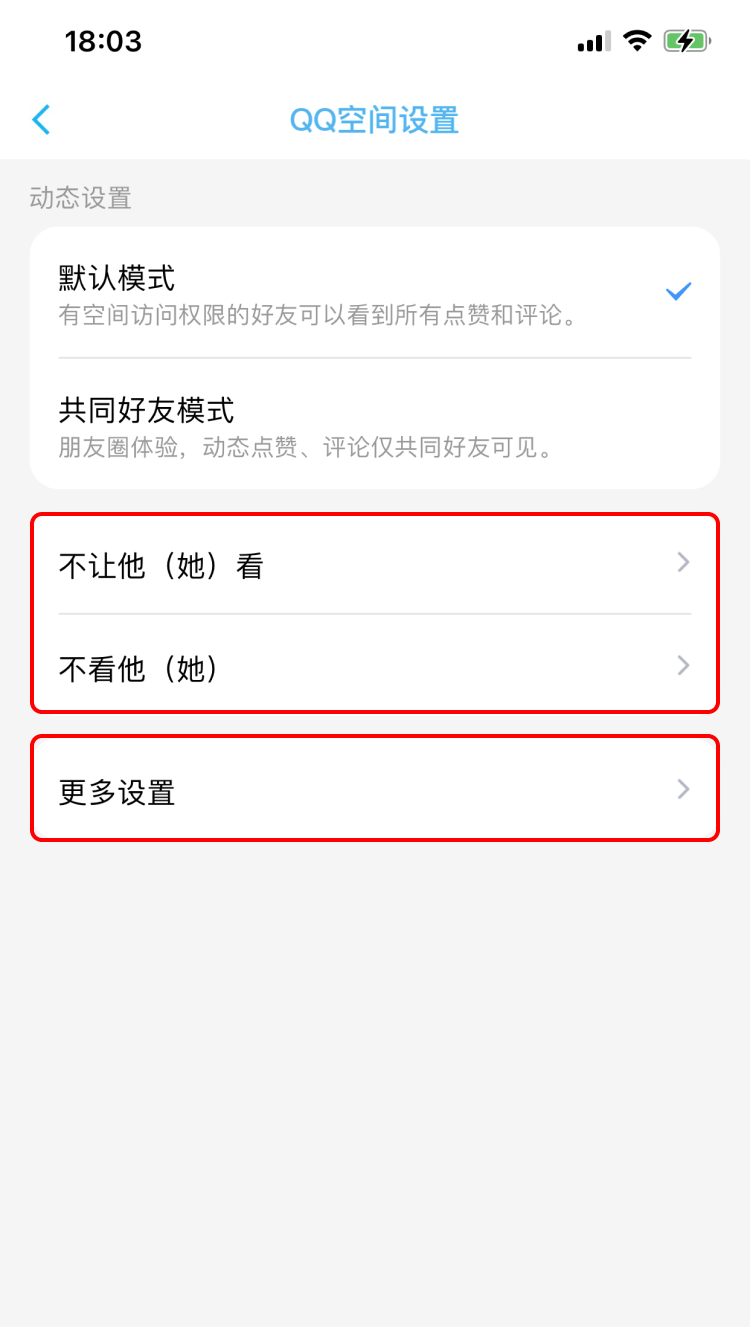 18:03
QQ空间设置
动态设置
默认模式
有空间访问权限的好友可以看到所有点赞和评论。
共同好友模式
朋友圈体验，动态点赞、评论仅共同好友可见。
不让他（她）看
不看他（她）
更多设置